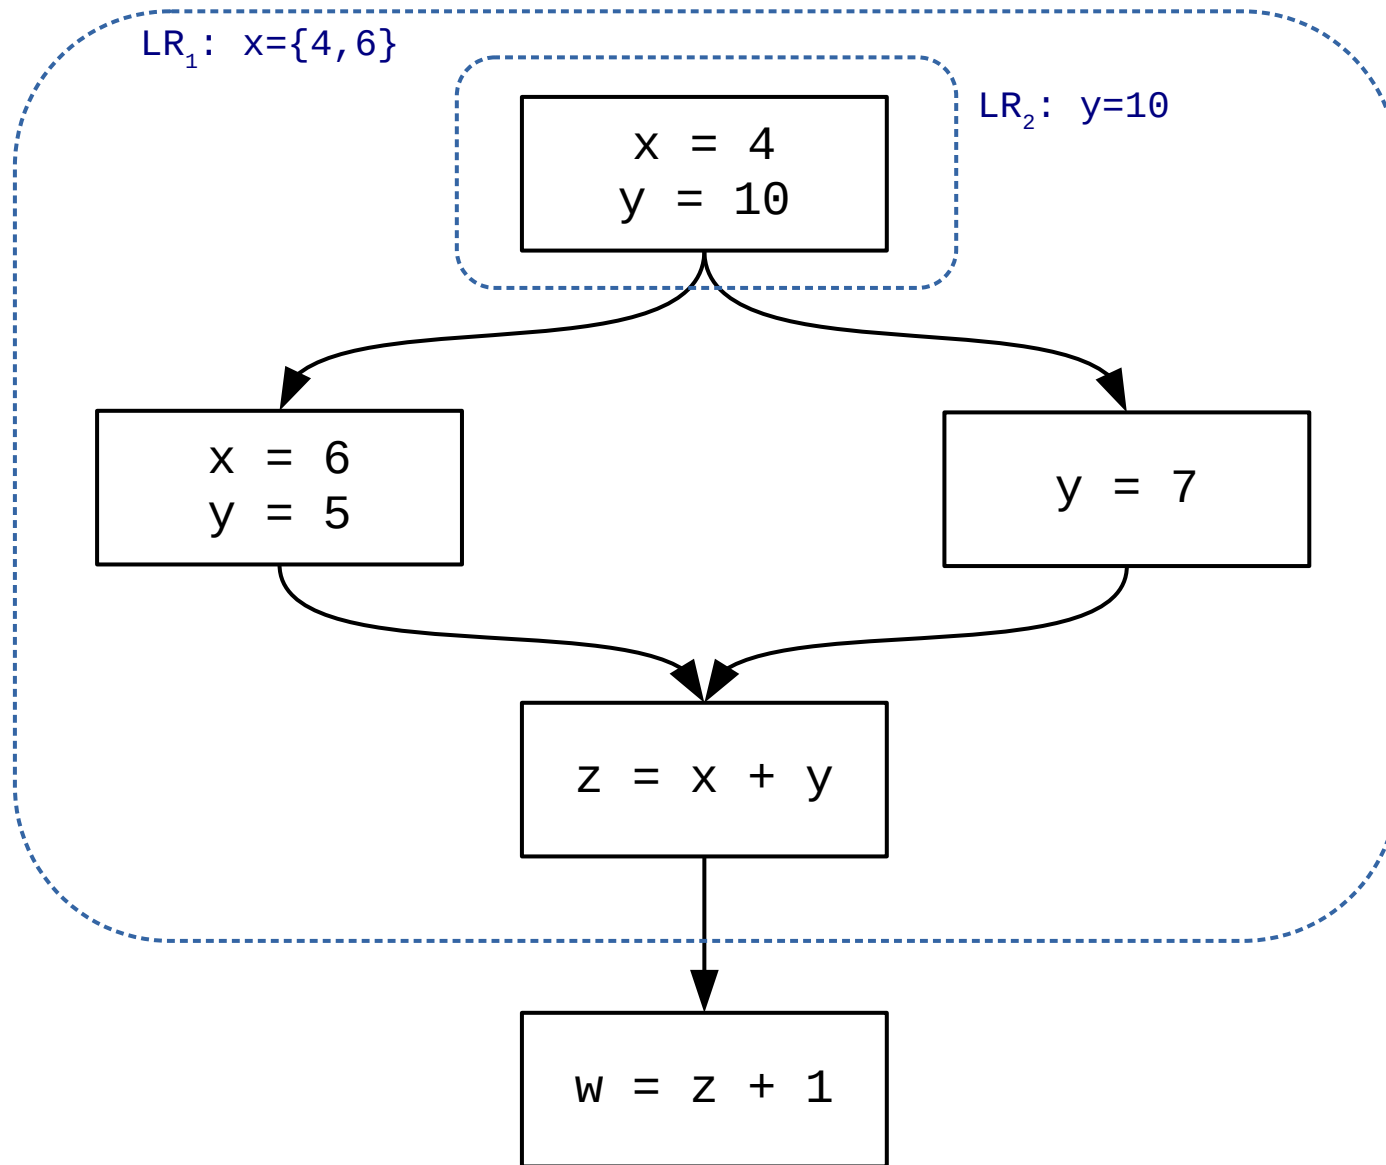 LR1: x={4,6}
LR2: y=10
x = 4
y = 10
x = 6
y = 5
y = 7
z = x + y
w = z + 1